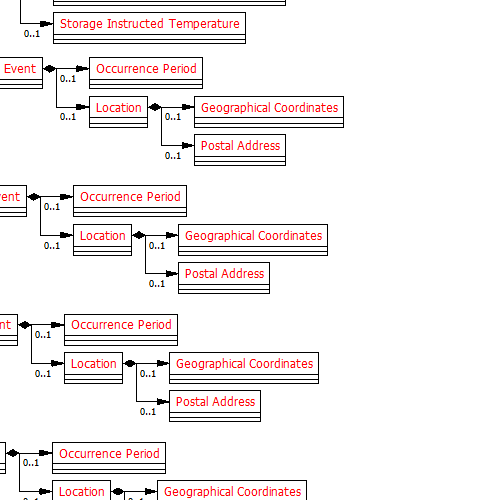 Storage Instructed Temperature
0..1
Event
Occurrence Period
0..1
Location
Geographical Coordinates
0..1
0..1
Postal Address
0..1
Occurrence Period
0..1
Location
Geographical Coordinates
0..1
0..1
Postal Address
0..1
Occurrence Period
0..1
Location
Geographical Coordinates
0..1
0..1
Postal Address
0..1
Occurrence Period
0..1
Location
Geographical Coordinates